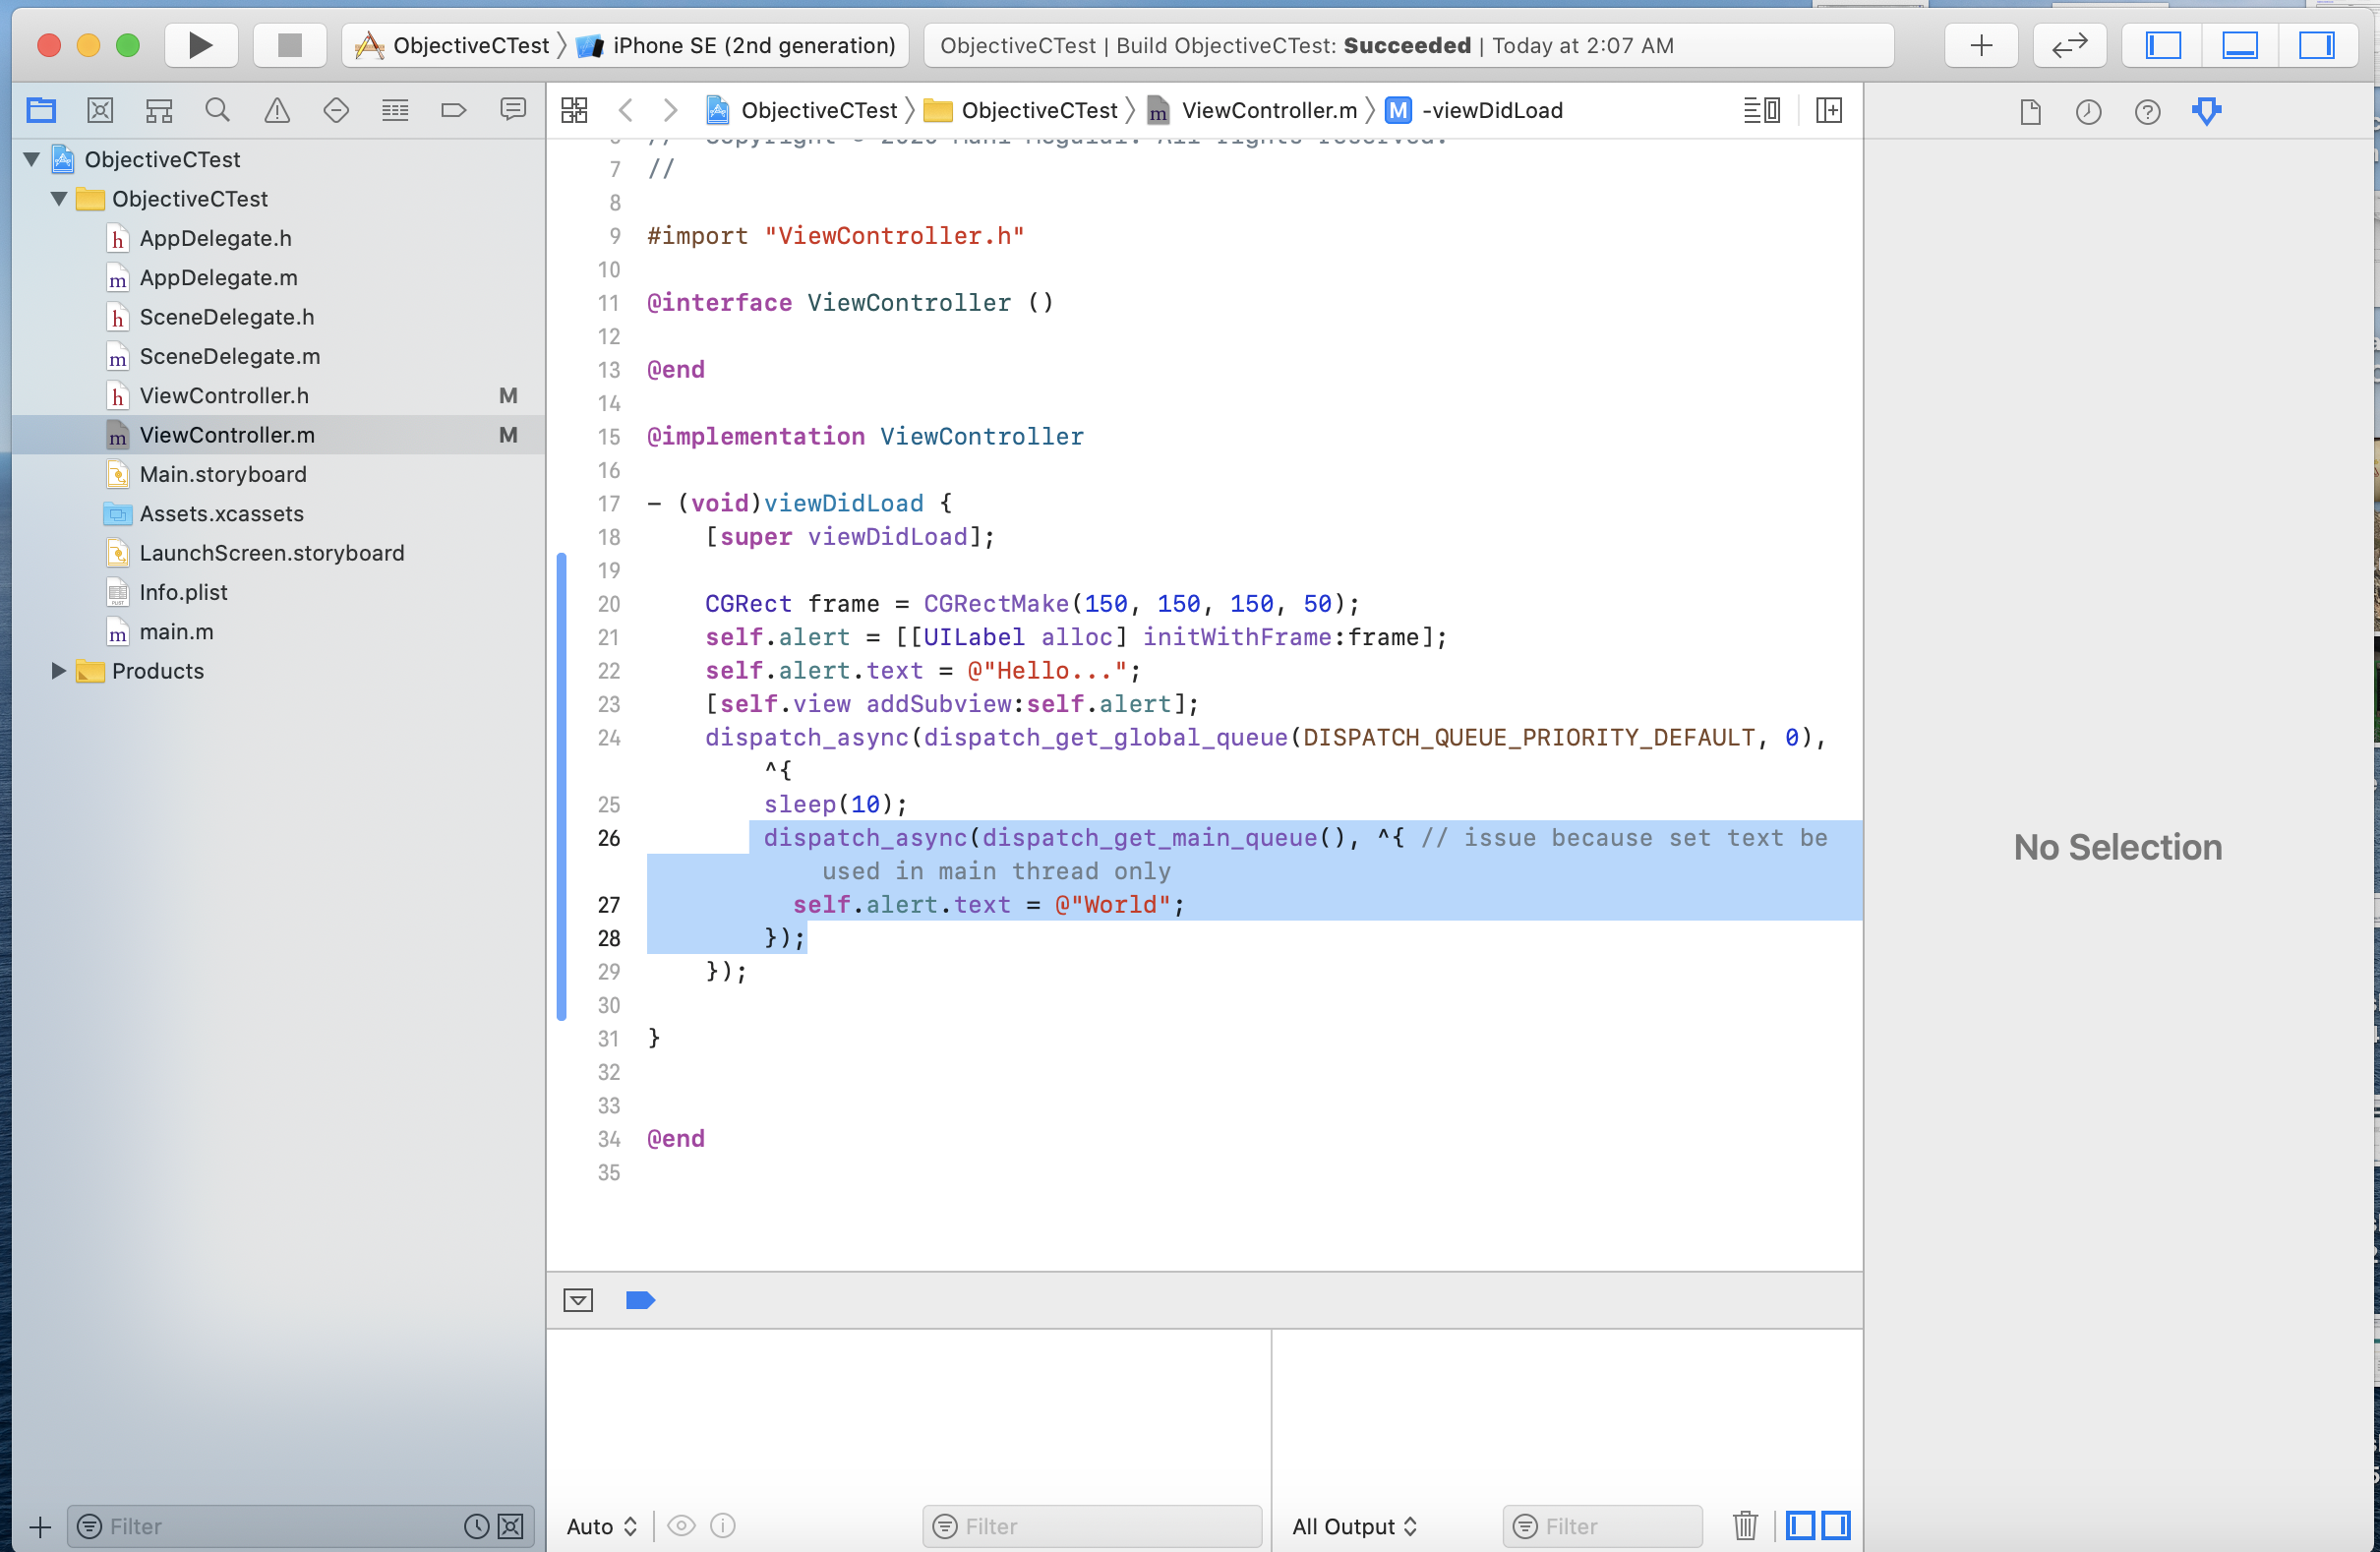 ObjectiveCTest
iPhone SE (2nd generation)
ObjectiveCTest | Build ObjectiveCTest: Succeeded | Today at 2:07 AM
ObjectiveCTest
ObjectiveCTest
ViewController.m
M -viewDidLoad
ObjectiveCTest
ObjectiveCTest
h AppDelegate.h
m AppDelegate.m
h SceneDelegate.h
m SceneDelegate.m
h ViewController.h M
m ViewController.m M
Main.storyboard
Assets.xcassets
LaunchScreen.storyboard
Info.plist
m main.m
Products
7 //
8
9 #import "ViewController.h"
10
11 @interface ViewController ()
12
13 @end
14
15 @implementation ViewController
16
17 - (void)viewDidLoad {
18 [super viewDidLoad];
19
20 CGRect frame = CGRectMake(150, 150, 150, 50);
21 self.alert = [[UILabel alloc] initWithFrame:frame];
22 self.alert.text = @"Hello...";
23 [self.view addSubview:self.alert];
24 dispatch_async(dispatch_get_global_queue(DISPATCH_QUEUE_PRIORITY_DEFAULT, 0),
^{
25 sleep(10);
26 dispatch_async(dispatch_get_main_queue(), ^{ // issue because set text be
used in main thread only
27 self.alert.text = @"World";
28 });
29 });
30
31 }
32
33
34 @end
35
No Selection
Filter
Auto
Filter
All Output
Filter